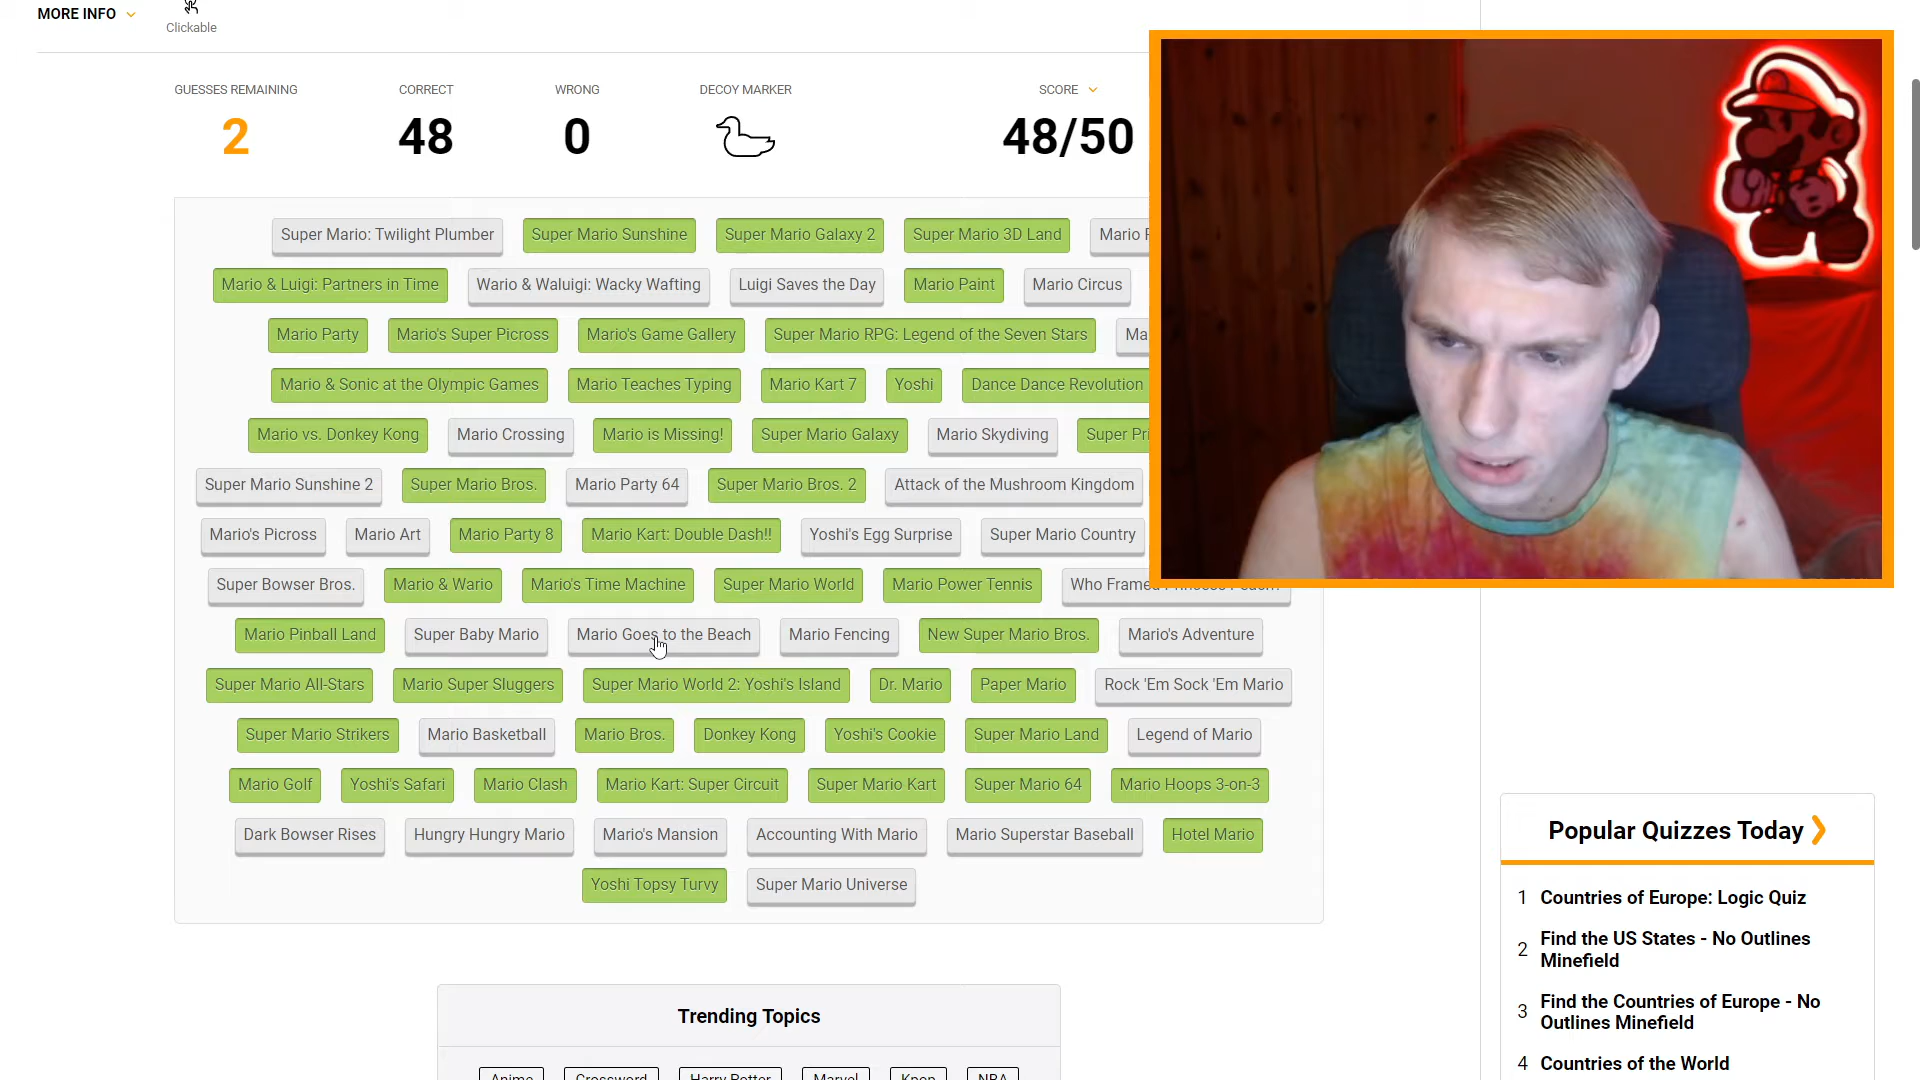 MORE INFO
Clickable
GUESSES REMAINING CORRECT WRONG DECOY MARKER SCORE
2 48 0 48/50
Super Mario: Twilight Plumber Super Mario Sunshine Super Mario Galaxy 2 Super Mario 3D Land Mario
Mario & Luigi: Partners in Time Wario & Waluigi: Wacky Wafting Luigi Saves the Day Mario Paint Mario Circus
Mario Party Mario's Super Picross Mario's Game Gallery Super Mario RPG: Legend of the Seven Stars Ma
Mario & Sonic at the Olympic Games Mario Teaches Typing Mario Kart 7 Yoshi Dance Dance Revolution
Mario vs. Donkey Kong Mario Crossing Mario is Missing! Super Mario Galaxy Mario Skydiving Super Pri
Super Mario Sunshine 2 Super Mario Bros. Mario Party 64 Super Mario Bros. 2 Attack of the Mushroom Kingdom
Mario's Picross Mario Art Mario Party 8 Mario Kart: Double Dash!! Yoshi's Egg Surprise Super Mario Country
Super Bowser Bros. Mario & Wario Mario's Time Machine Super Mario World Mario Power Tennis Who Framed
Mario Pinball Land Super Baby Mario Mario Goes to the Beach Mario Fencing New Super Mario Bros. Mario's Adventure
Super Mario All-Stars Mario Super Sluggers Super Mario World 2: Yoshi's Island Dr. Mario Paper Mario Rock 'Em Sock 'Em Mario
Super Mario Strikers Mario Basketball Mario Bros. Donkey Kong Yoshi's Cookie Super Mario Land Legend of Mario
Mario Golf Yoshi's Safari Mario Clash Mario Kart: Super Circuit Super Mario Kart Super Mario 64 Mario Hoops 3-on-3
Dark Bowser Rises Hungry Hungry Mario Mario's Mansion Accounting With Mario Mario Superstar Baseball Hotel Mario
Yoshi Topsy Turvy Super Mario Universe
Popular Quizzes Today
1 Countries of Europe: Logic Quiz
2 Find the US States - No Outlines
Minefield
3 Find the Countries of Europe - No
Outlines Minefield
4 Countries of the World
Trending Topics
Anime Crossword Harry Potter Marvel Kpop NBA